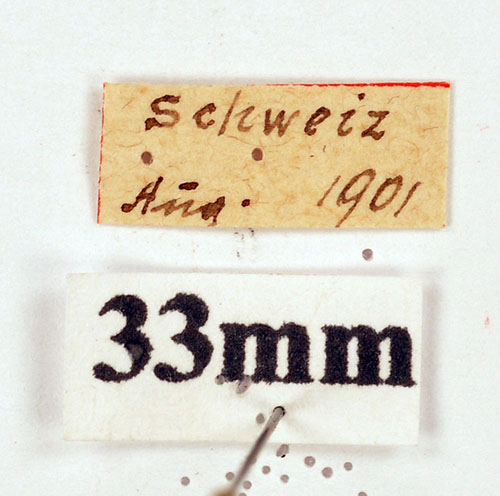 Schweiz
Aug. 1901
33mm